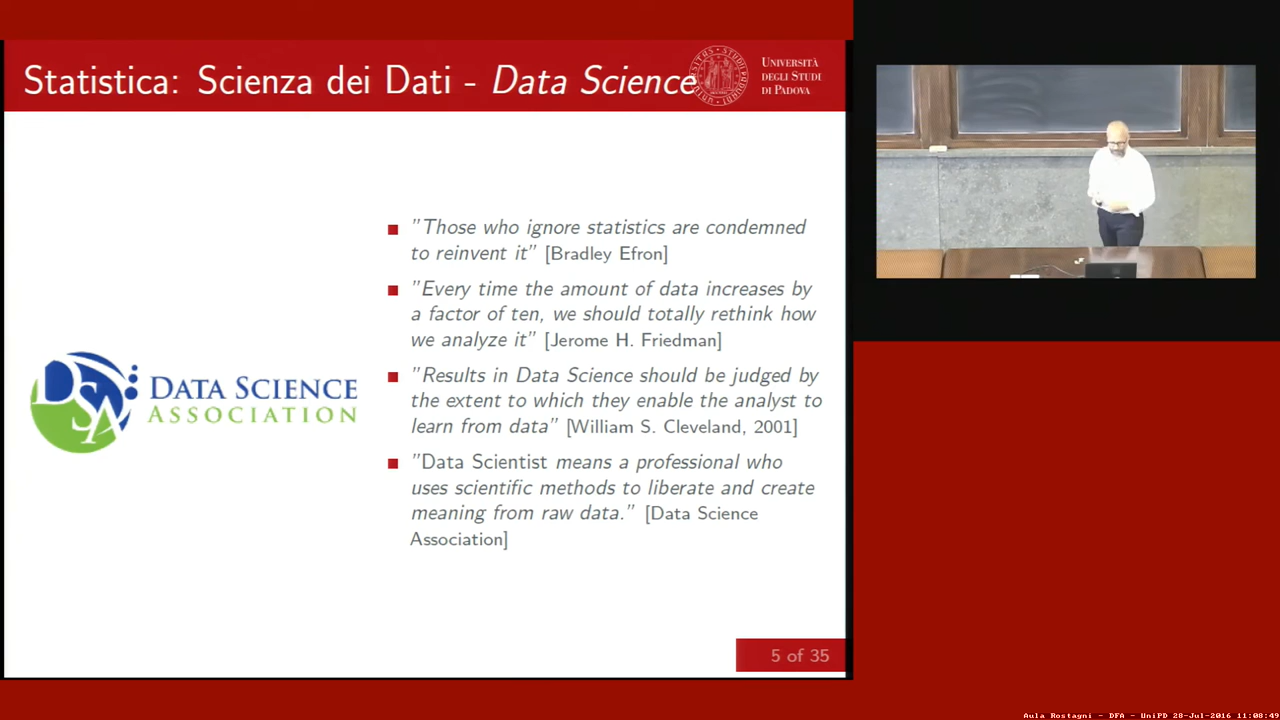 Statistica: Scienza dei Dati - Data Science
UNIVERSITÀ
DEGLI STUDI
DI PADOVA
"Those who ignore statistics are condemned
to reinvent it" [Bradley Efron]
"Every time the amount of data increases by
a factor of ten, we should totally rethink how
we analyze it" [Jerome H. Friedman]
"Results in Data Science should be judged by
the extent to which they enable the analyst to
learn from data" [William S. Cleveland, 2001]
"Data Scientist means a professional who
uses scientific methods to liberate and create
meaning from raw data." [Data Science
Association]
DSA
DATA SCIENCE
ASSOCIATION
5 of 35
Aula Rostagni - DFA - UniPD 28-Jul-2016 11:08:49